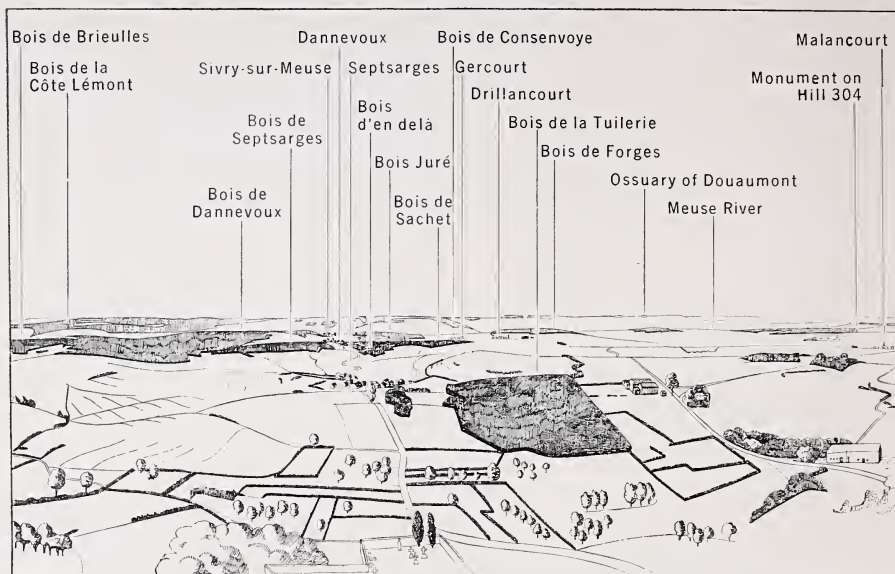 Bois de Brieulles
Dannevoux
Bois de Consenvoye
Malancourt
Bois de la
Côte Lémont
Sivry-sur-Meuse
Septsarges
Gercourt
Monument on
Hill 304
Drillancourt
Bois de
Septsarges
Bois
d'en delà
Bois de la Tuilerie
Bois Juré
Bois de Forges
Bois de
Dannevoux
Bois de
Sachet
Ossuary of Douaumont
Meuse River